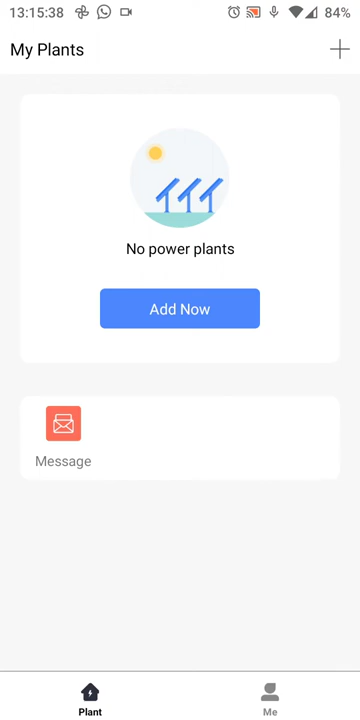 13:15:38
84%
My Plants
No power plants
Add Now
Message
Plant
Me